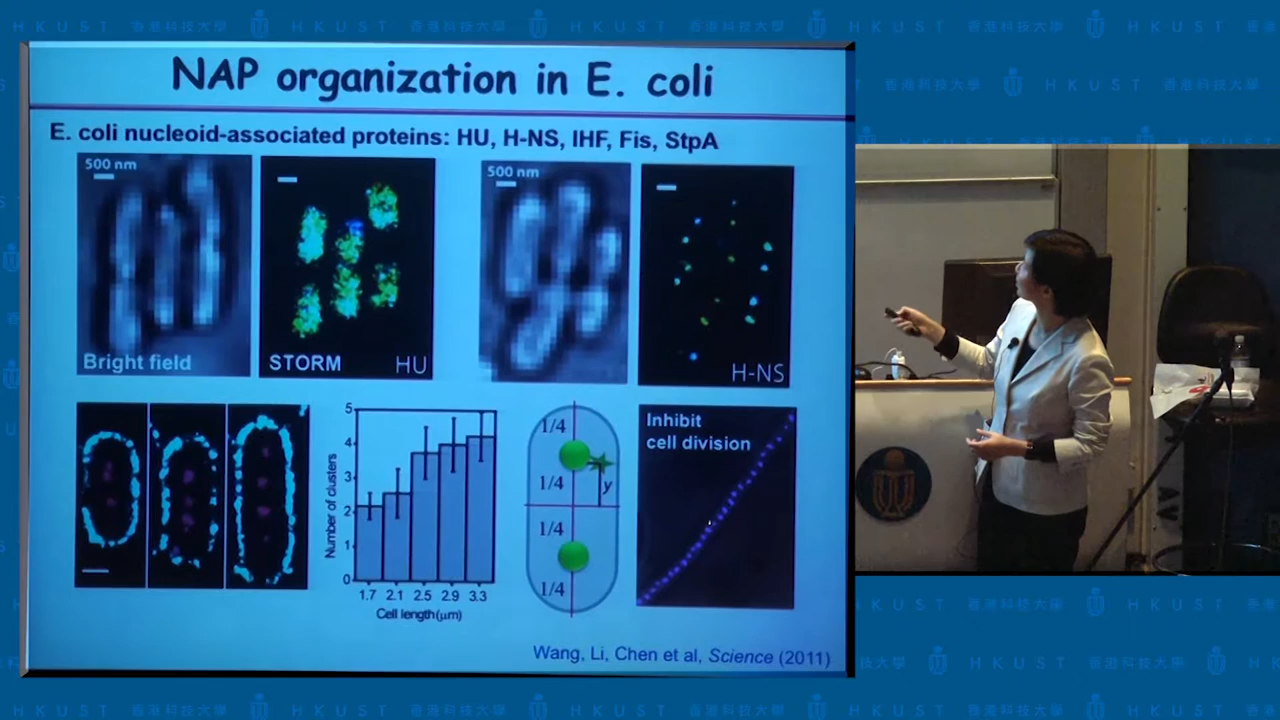 HKUST 香港科技大學
NAP organization in E. coli
E. coli nucleoid-associated proteins: HU, H-NS, IHF, Fis, StpA
500 nm
Bright field
STORM HU
500 nm
H-NS
Number of clusters
5
4
3
2
1
0
1.7 2.1 2.5 2.9 3.3
Cell length(μm)
1/4
1/4
y
1/4
1/4
Inhibit
cell division
Wang, Li, Chen et al, Science (2011)